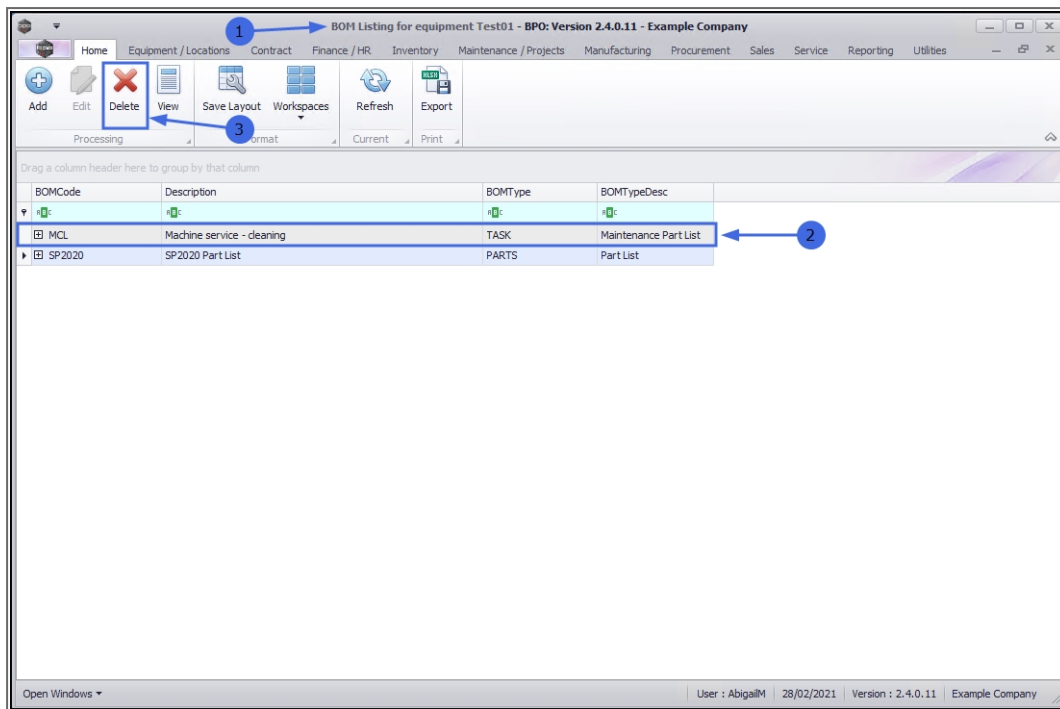 1
BOM Listing for equipment Test01 - BPO: Version 2.4.0.11 - Example Company
Home Equipment / Locations Contract Finance / HR Inventory Maintenance / Projects Manufacturing Procurement Sales Service Reporting Utilities
XLSX
Add Edit Delete View Save Layout Workspaces Refresh Export
3
Processing Format Current Print
Drag a column header here to group by that column
BOMCode Description BOMType BOMTypeDesc
MCL Machine service - cleaning TASK Maintenance Part List 2
SP2020 SP2020 Part List PARTS Part List
Open Windows User : AbigailM 28/02/2021 Version : 2.4.0.11 Example Company